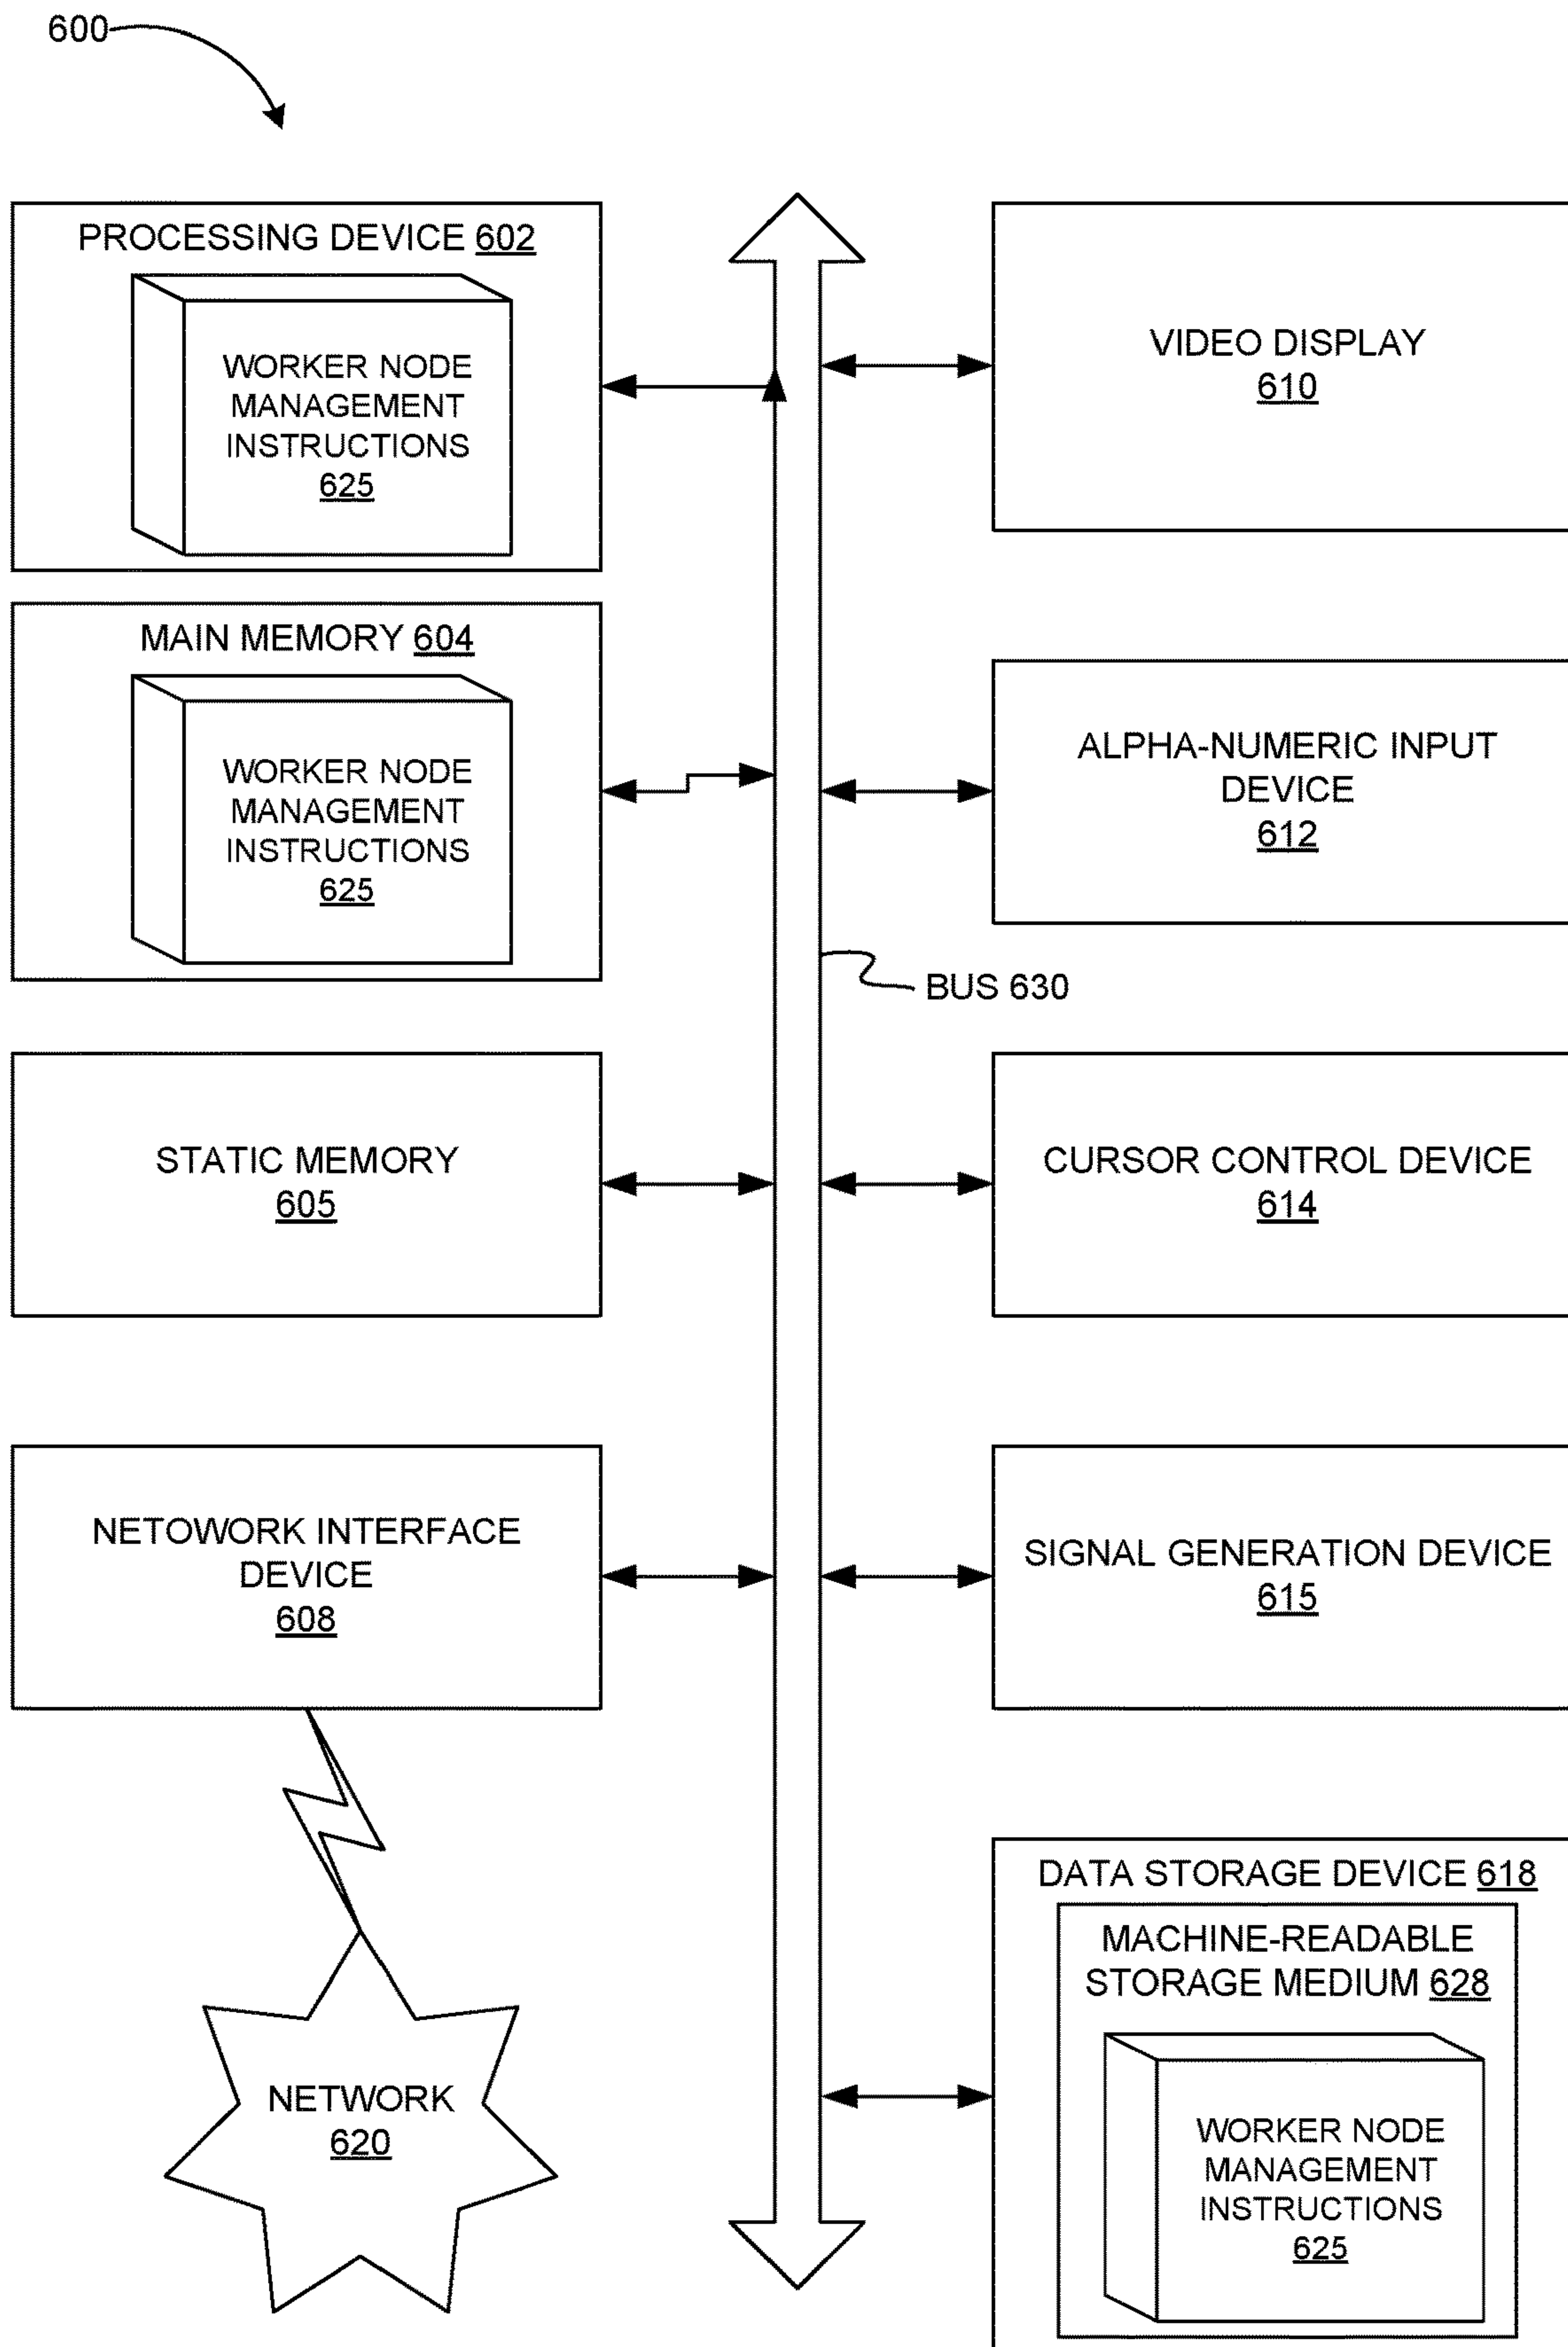 600
PROCESSING DEVICE 602
WORKER NODE
MANAGEMENT
INSTRUCTIONS
625
MAIN MEMORY 604
WORKER NODE
MANAGEMENT
INSTRUCTIONS
625
STATIC MEMORY
605
NETOWORK INTERFACE
DEVICE
608
NETWORK
620
BUS 630
VIDEO DISPLAY
610
ALPHA-NUMERIC INPUT
DEVICE
612
CURSOR CONTROL DEVICE
614
SIGNAL GENERATION DEVICE
615
DATA STORAGE DEVICE 618
MACHINE-READABLE
STORAGE MEDIUM 628
WORKER NODE
MANAGEMENT
INSTRUCTIONS
625